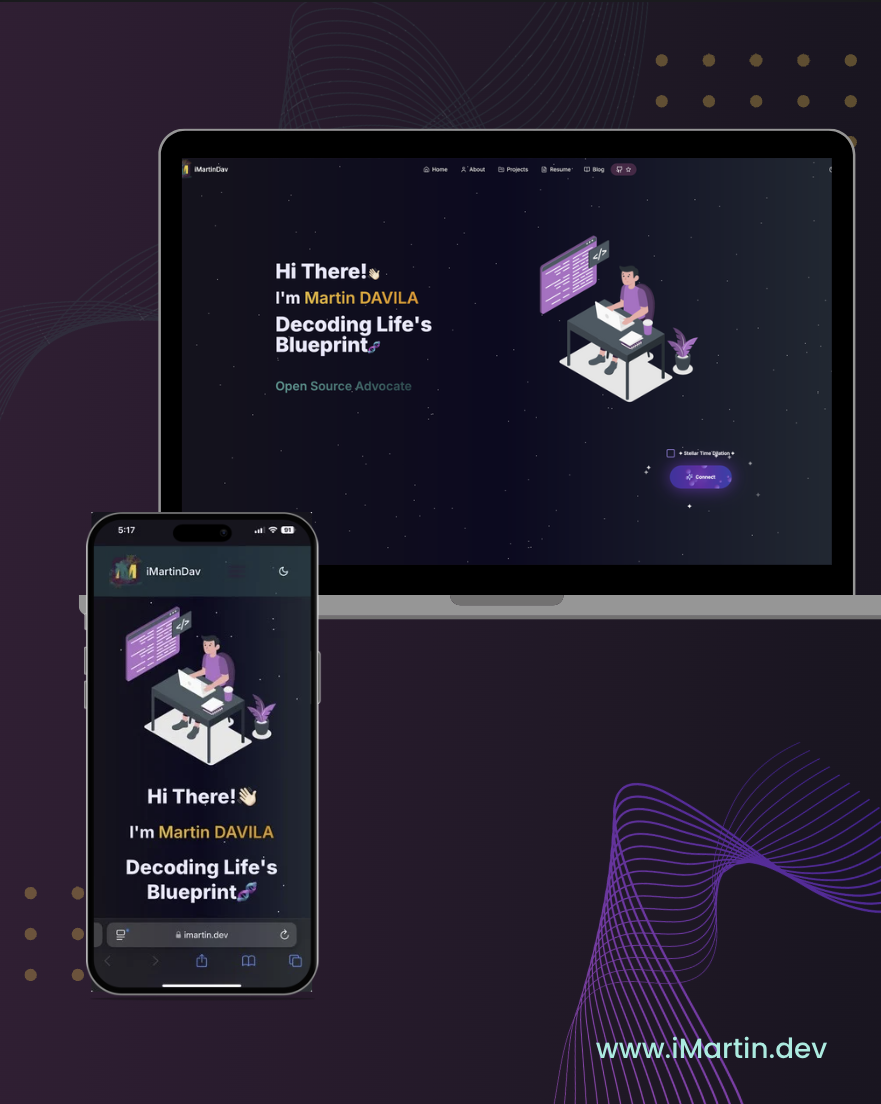 iMartinDav
Home About Projects Resume Blog
Hi There!👋🏻
I'm Martin DAVILA
Decoding Life's
Blueprint🧬
Open Source Advocate
</>
✦ Stellar Time Dilation ✦
Connect
5:17
91
iMartinDav
</>
Hi There!👋🏻
I'm Martin DAVILA
Decoding Life's
Blueprint🧬
imartin.dev
www.iMartin.dev